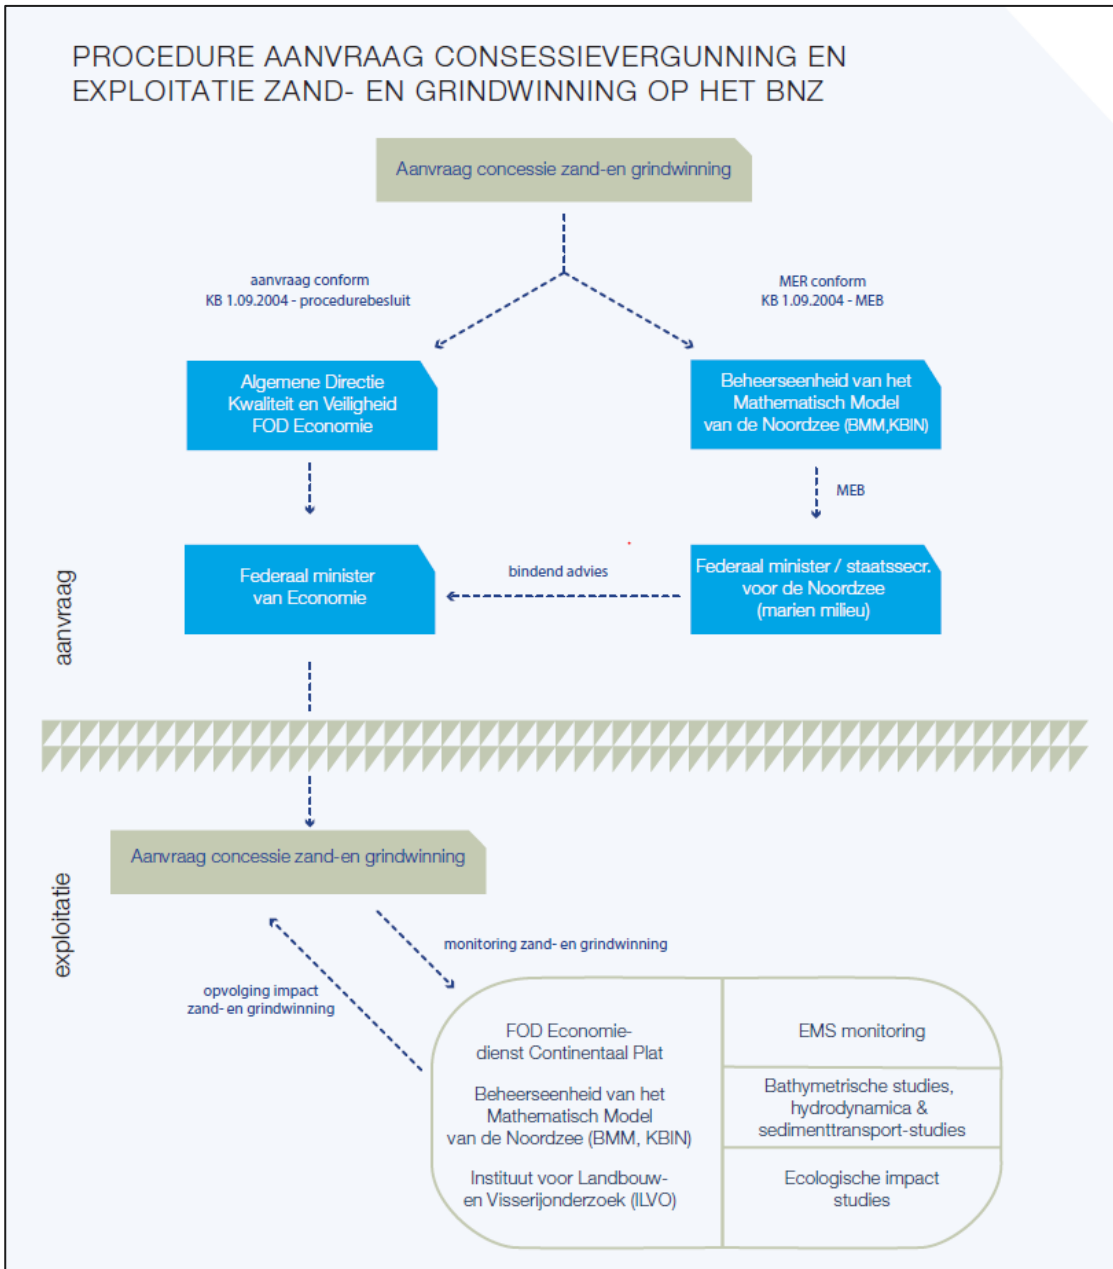 PROCEDURE AANVRAAG CONSESSIEVERGUNNING EN
EXPLOITATIE ZAND- EN GRINDWINNING OP HET BNZ
Aanvraag concessie zand-en grindwinning
aanvraag conform
KB 1.09.2004 - procedurebesluit
MER conform
KB 1.09.2004 - MEB
Algemene Directie
Kwaliteit en Veiligheid
FOD Economie
Beheerseenheid van het
Mathematisch Model
van de Noordzee (BMM,KBIN)
MEB
Federaal minister
van Economie
bindend advies
Federaal minister / staatssecr.
voor de Noordzee
(marien milieu)
aanvraag
Aanvraag concessie zand-en grindwinning
exploitatie
monitoring zand- en grindwinning
opvolging impact
zand- en grindwinning
FOD Economie-
dienst Continentaal Plat
Beheerseenheid van het
Mathematisch Model
van de Noordzee (BMM, KBIN)
Instituut voor Landbouw-
en Visserijonderzoek (ILVO)
EMS monitoring
Bathymetrische studies,
hydrodynamica &
sedimenttransport-studies
Ecologische impact
studies